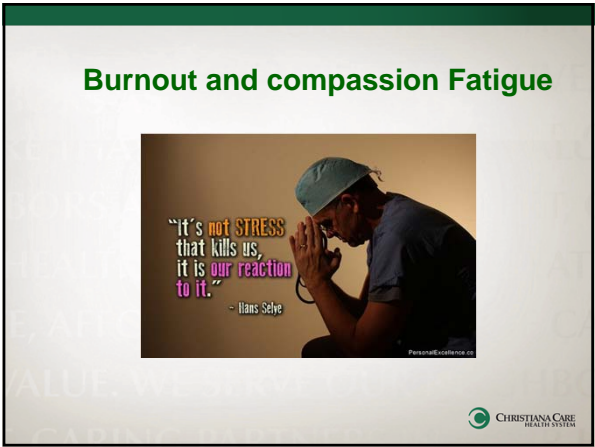 Burnout and compassion Fatigue
“It´s not STRESS
that kills us,
it is our reaction
to it.”
~ Hans Selye
PersonalExcellence.co
CHRISTIANA CARE
HEALTH SYSTEM